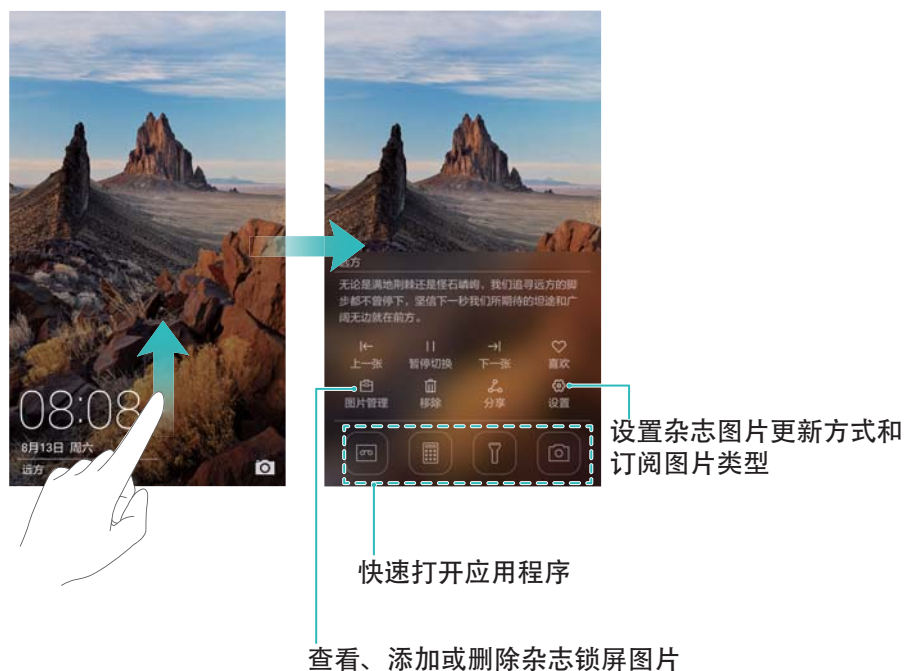 08:08
8月13日 周六
远方
远方
无论是满地荆棘还是怪石嶙峋，我们追寻远方的脚
步都不曾停下，坚信下一秒我们所期待的坦途和广
阔无边就在前方。
上一张 暂停切换 下一张 喜欢
图片管理 移除 分享 设置
设置杂志图片更新方式和
订阅图片类型
快速打开应用程序
查看、添加或删除杂志锁屏图片